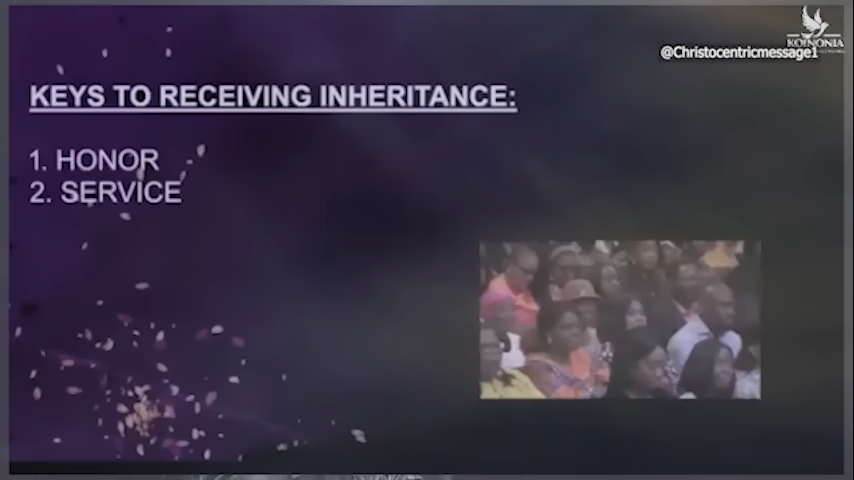 KOINONIA
@Christocentricmessage1
KEYS TO RECEIVING INHERITANCE:
1. HONOR
2. SERVICE